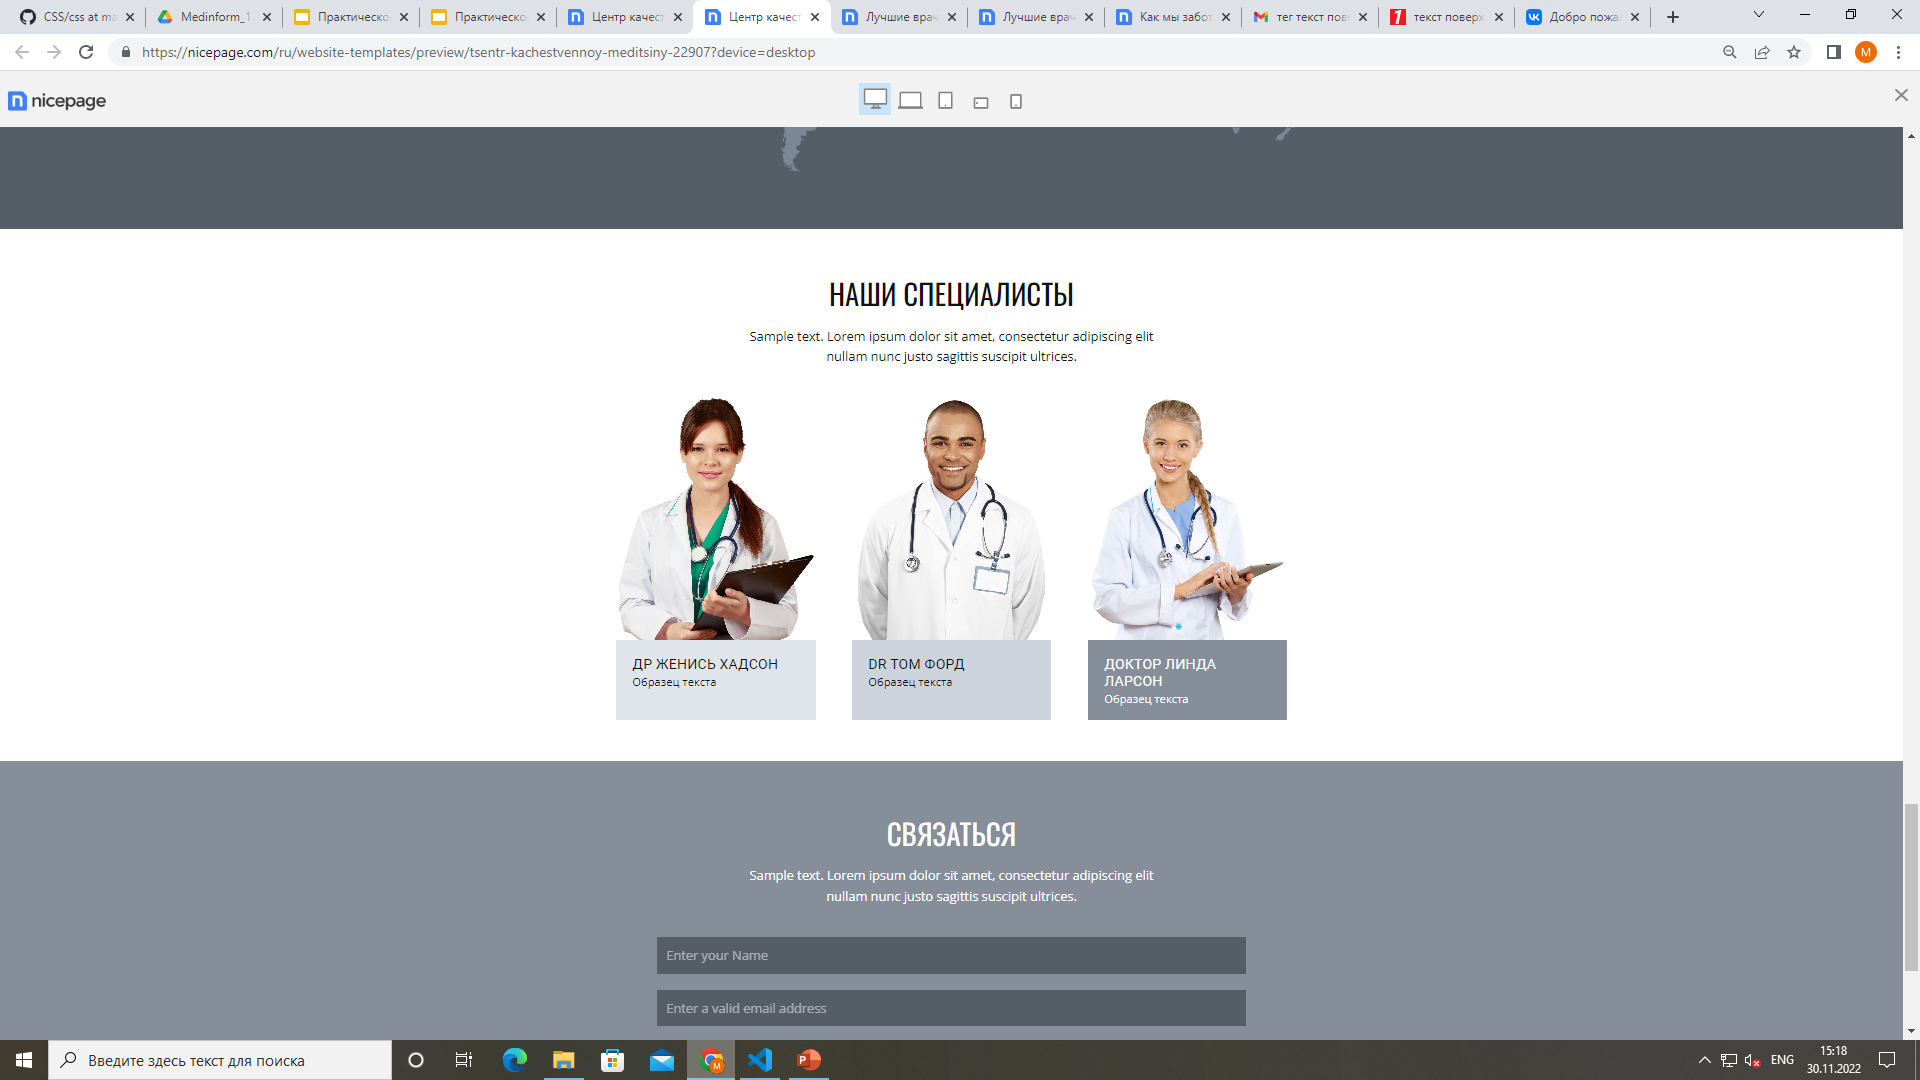 CSS/css at ma
Medinform_1
Практическо
Практическо
Центр качест
Центр качест
Лучшие врач
Лучшие врач
Как мы забот
тег текст пов
текст поверх
Добро пожа
https://nicepage.com/ru/website-templates/preview/tsentr-kachestvennoy-meditsiny-22907?device=desktop
M
nicepage
НАШИ СПЕЦИАЛИСТЫ
Sample text. Lorem ipsum dolor sit amet, consectetur adipiscing elit
nullam nunc justo sagittis suscipit ultrices.
ДР ЖЕНИСЬ ХАДСОН
Образец текста
DR ТОМ ФОРД
Образец текста
ДОКТОР ЛИНДА
ЛАРСОН
Образец текста
СВЯЗАТЬСЯ
Sample text. Lorem ipsum dolor sit amet, consectetur adipiscing elit
nullam nunc justo sagittis suscipit ultrices.
Enter your Name
Enter a valid email address
Введите здесь текст для поиска
ENG
15:18
30.11.2022